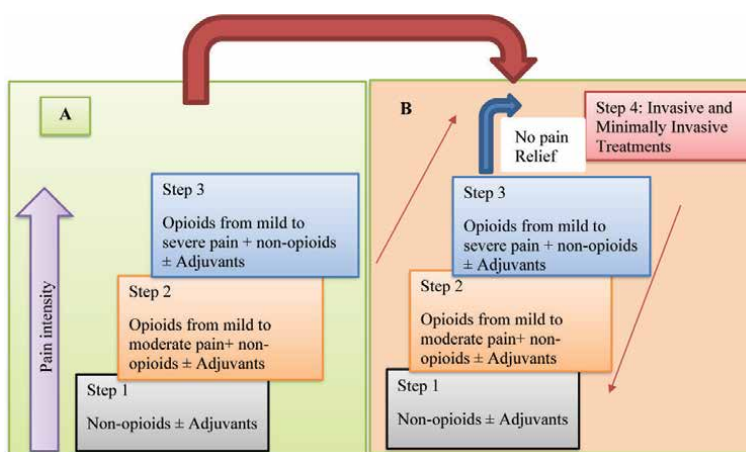 A
Pain intensity
Step 3
Opioids from mild to
severe pain + non-opioids
± Adjuvants
Step 2
Opioids from mild to
moderate pain+ non-
opioids ± Adjuvants
Step 1
Non-opioids ± Adjuvants
B
Step 4: Invasive and
Minimally Invasive
Treatments
No pain
Relief
Step 3
Opioids from mild to
severe pain + non-opioids
± Adjuvants
Step 2
Opioids from mild to
moderate pain+ non-
opioids ± Adjuvants
Step 1
Non-opioids ± Adjuvants